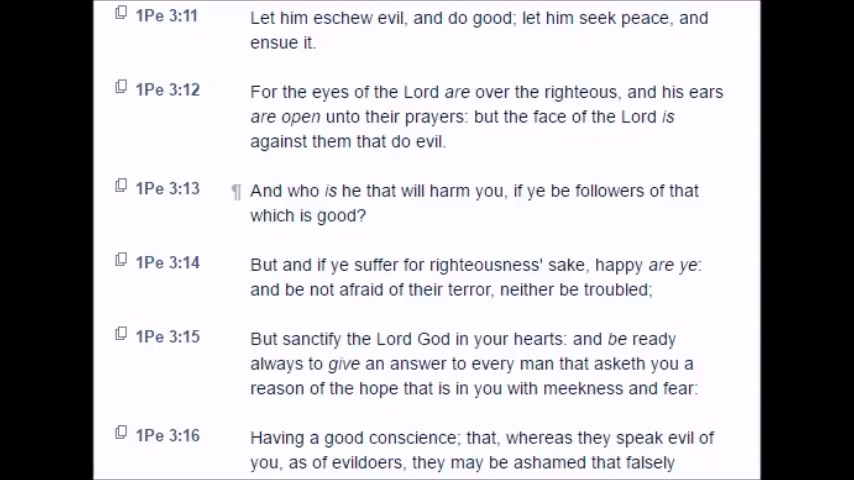 1Pe 3:11 Let him eschew evil, and do good; let him seek peace, and
ensue it.
1Pe 3:12 For the eyes of the Lord are over the righteous, and his ears
are open unto their prayers: but the face of the Lord is
against them that do evil.
1Pe 3:13 ¶ And who is he that will harm you, if ye be followers of that
which is good?
1Pe 3:14 But and if ye suffer for righteousness' sake, happy are ye:
and be not afraid of their terror, neither be troubled;
1Pe 3:15 But sanctify the Lord God in your hearts: and be ready
always to give an answer to every man that asketh you a
reason of the hope that is in you with meekness and fear:
1Pe 3:16 Having a good conscience; that, whereas they speak evil of
you, as of evildoers, they may be ashamed that falsely